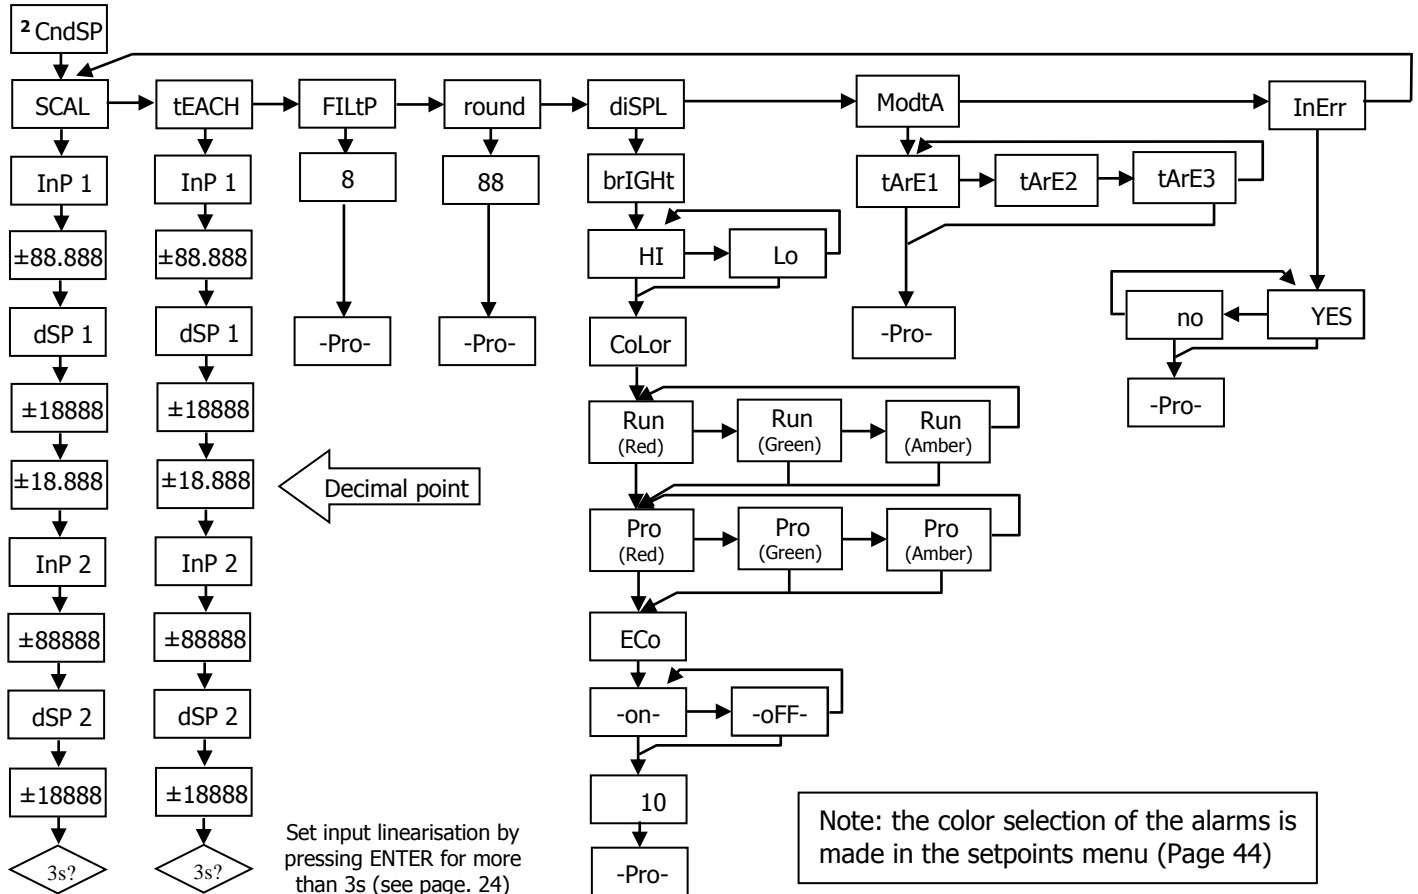 ² CndSP
SCAL
tEACH
FILtP
round
diSPL
ModtA
InErr
InP 1
±88.888
dSP 1
±18888
±18.888
InP 2
±88888
dSP 2
±18888
3s?
InP 1
±88.888
dSP 1
±18888
±18.888
InP 2
±88888
dSP 2
±18888
3s?
8
-Pro-
88
-Pro-
Decimal point
Set input linearisation by
pressing ENTER for more
than 3s (see page. 24)
brIGHt
HI
Lo
CoLor
Run
(Red)
Run
(Green)
Run
(Amber)
Pro
(Red)
Pro
(Green)
Pro
(Amber)
ECo
-on-
-oFF-
10
-Pro-
tArE1
tArE2
tArE3
-Pro-
no
YES
-Pro-
Note: the color selection of the alarms is
made in the setpoints menu (Page 44)